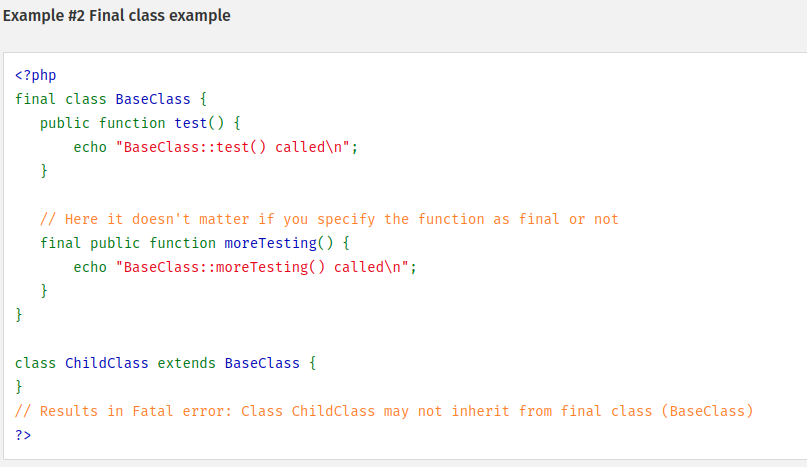 Example #2 Final class example
<?php
final class BaseClass {
   public function test() {
       echo "BaseClass::test() called\n";
   }

   // Here it doesn't matter if you specify the function as final or not
   final public function moreTesting() {
       echo "BaseClass::moreTesting() called\n";
   }
}

class ChildClass extends BaseClass {
}
// Results in Fatal error: Class ChildClass may not inherit from final class (BaseClass)
?>